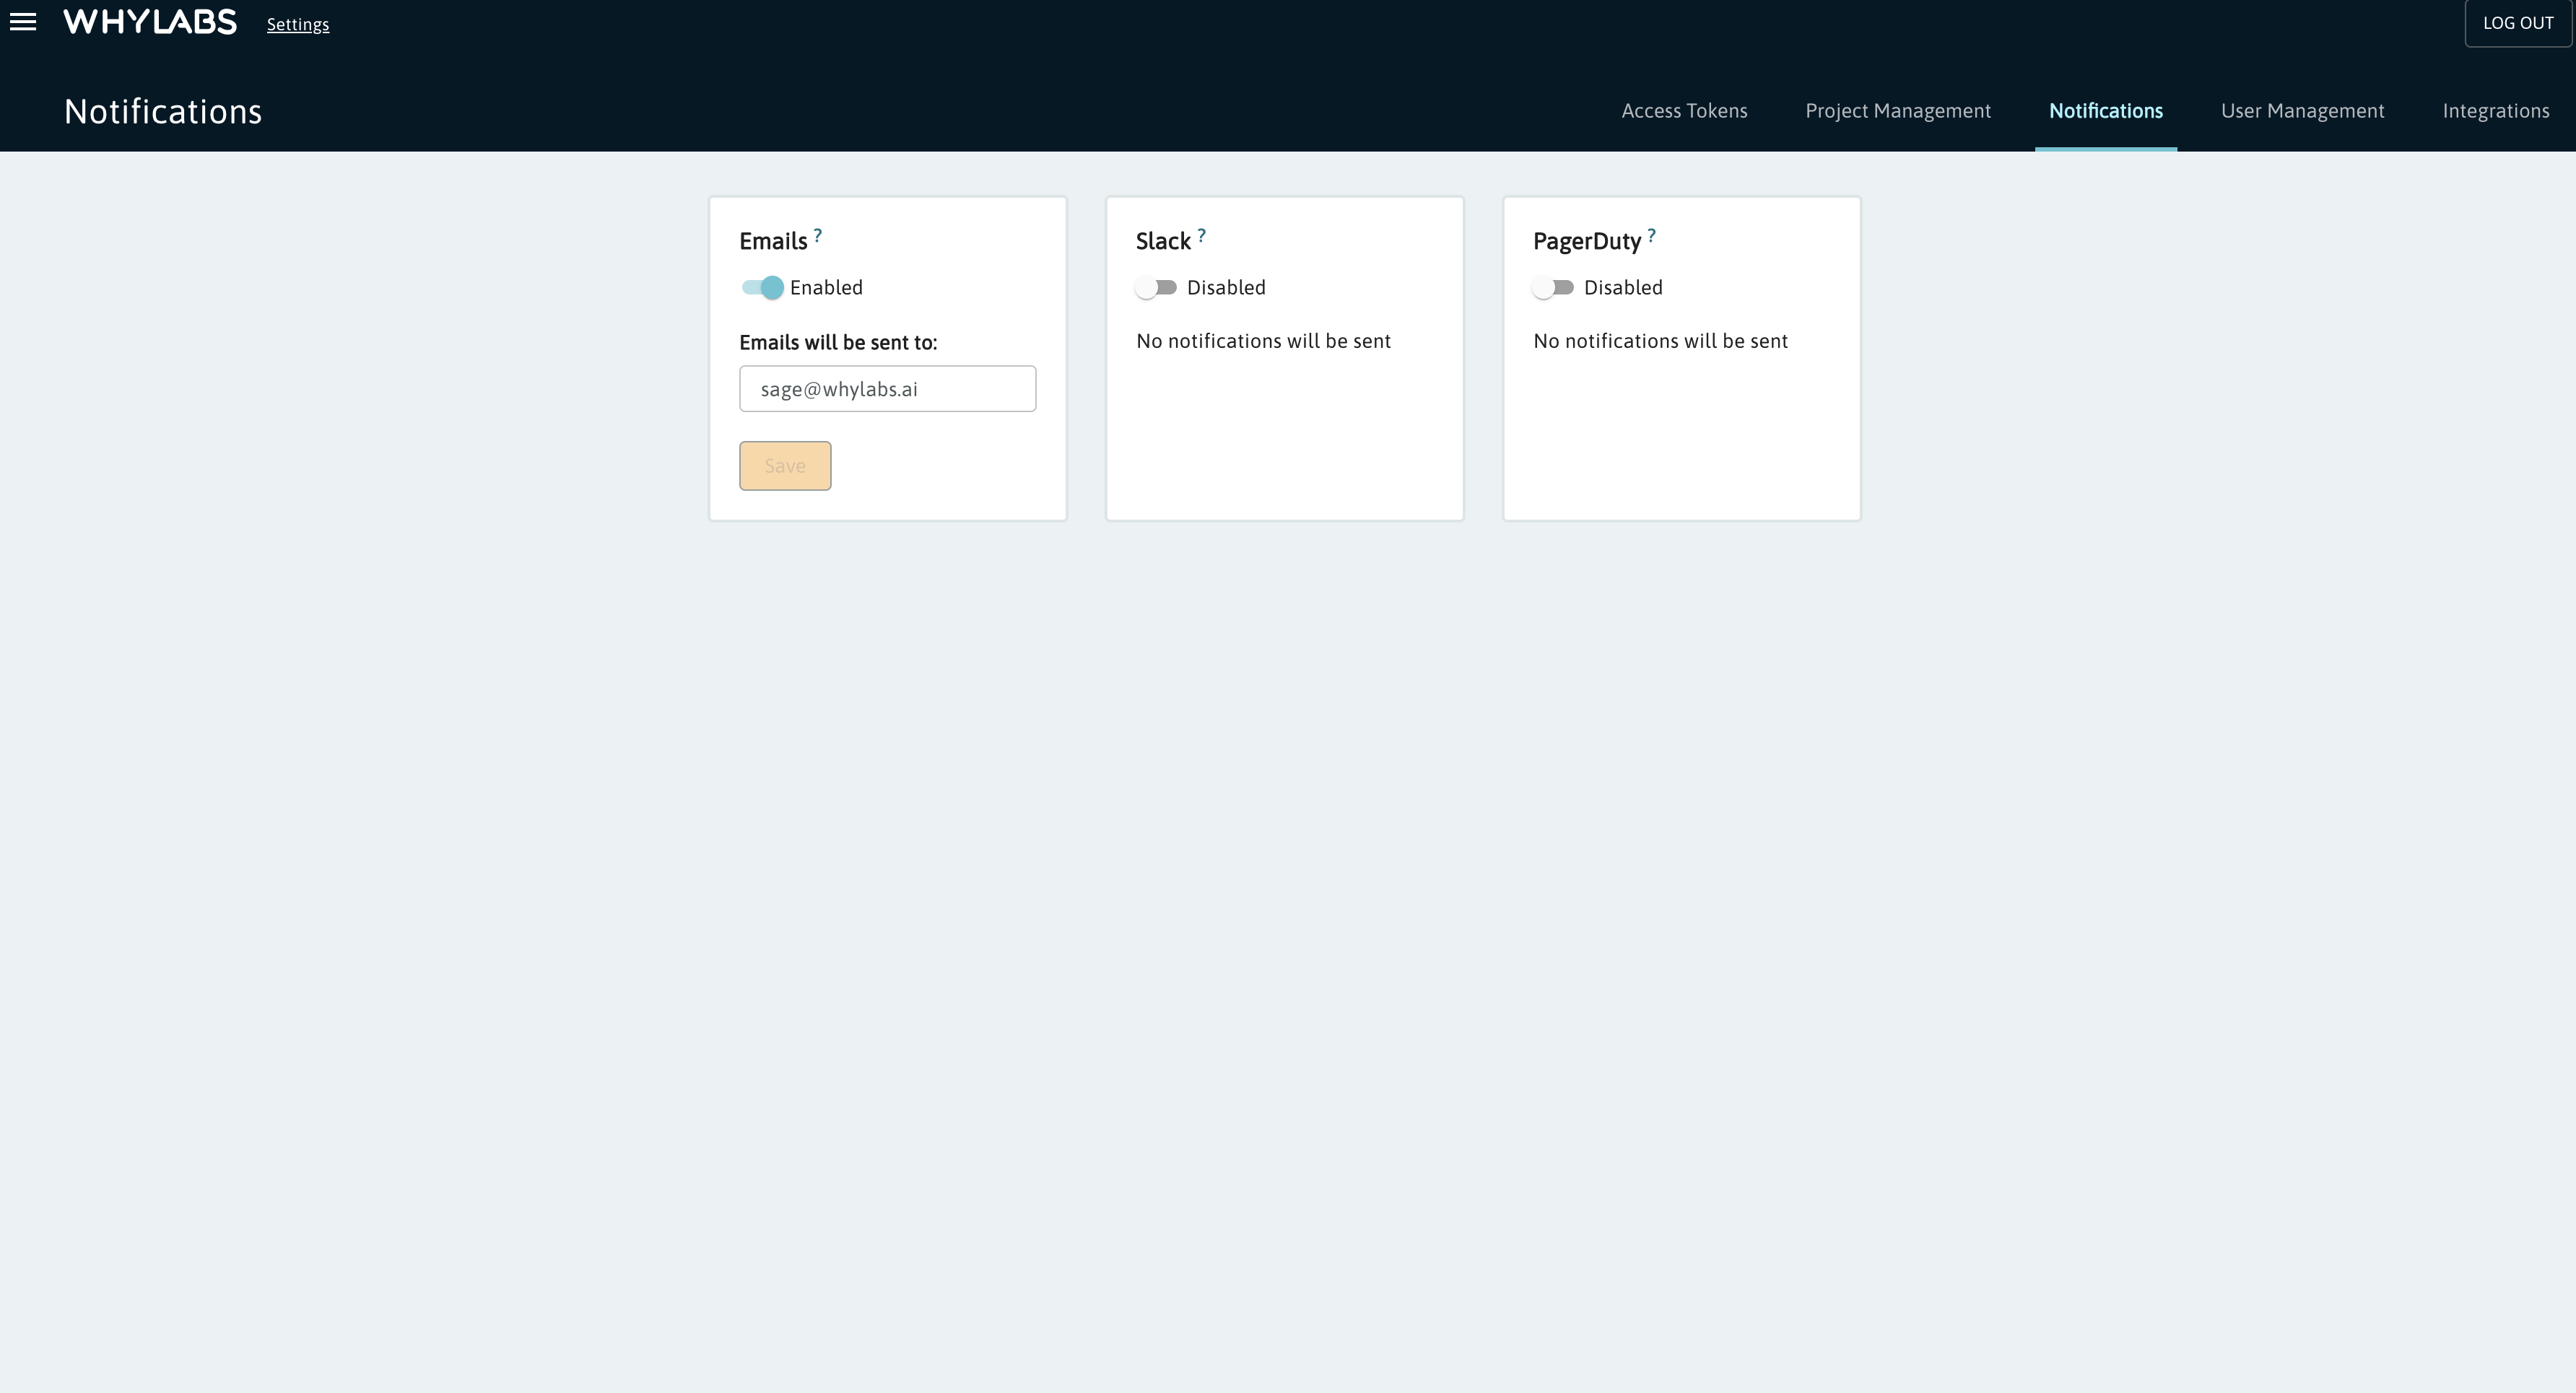 WHYLABS Settings LOG OUT
Notifications Access Tokens Project Management Notifications User Management Integrations
Emails ?
Enabled
Emails will be sent to:
sage@whylabs.ai
Save
Slack ?
Disabled
No notifications will be sent
PagerDuty ?
Disabled
No notifications will be sent